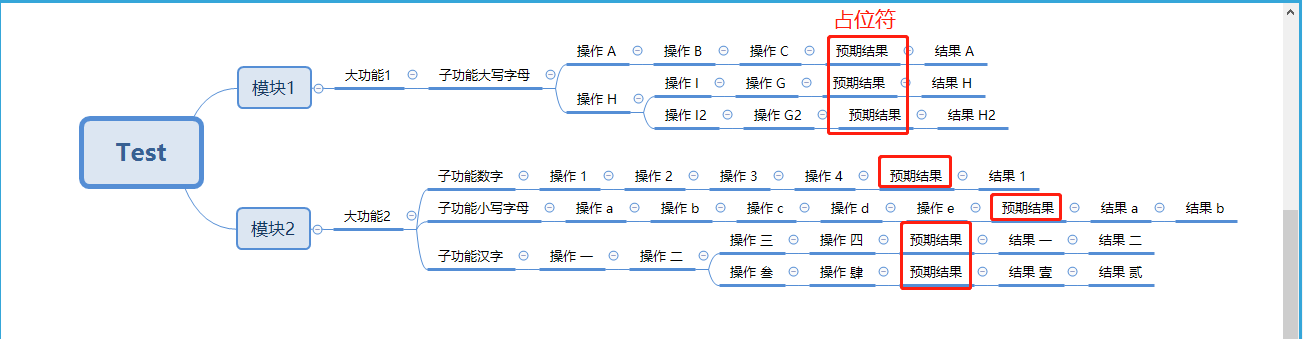 占位符
操作 A 操作 B 操作 C 预期结果 结果 A
模块1 大功能1 子功能大写字母
操作 I 操作 G 预期结果 结果 H
操作 H
操作 I2 操作 G2 预期结果 结果 H2
Test
子功能数字 操作 1 操作 2 操作 3 操作 4 预期结果 结果 1
模块2 大功能2
子功能小写字母 操作 a 操作 b 操作 c 操作 d 操作 e 预期结果 结果 a 结果 b
操作 三 操作 四 预期结果 结果 一 结果 二
子功能汉字 操作 一 操作 二
操作 叁 操作 肆 预期结果 结果 壹 结果 贰